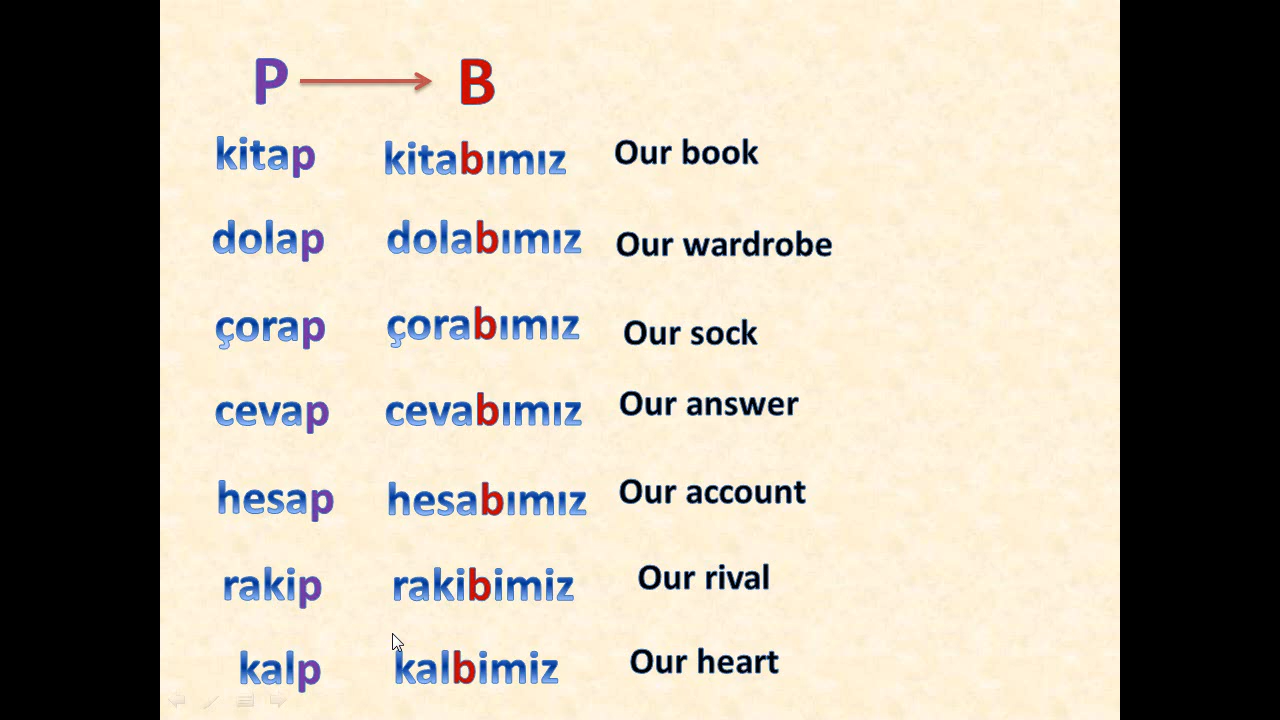 P B
kitap kitabımız Our book
dolap dolabımız Our wardrobe
çorap çorabımız Our sock
cevap cevabımız Our answer
hesap hesabımız Our account
rakip rakibimiz Our rival
kalp kalbimiz Our heart